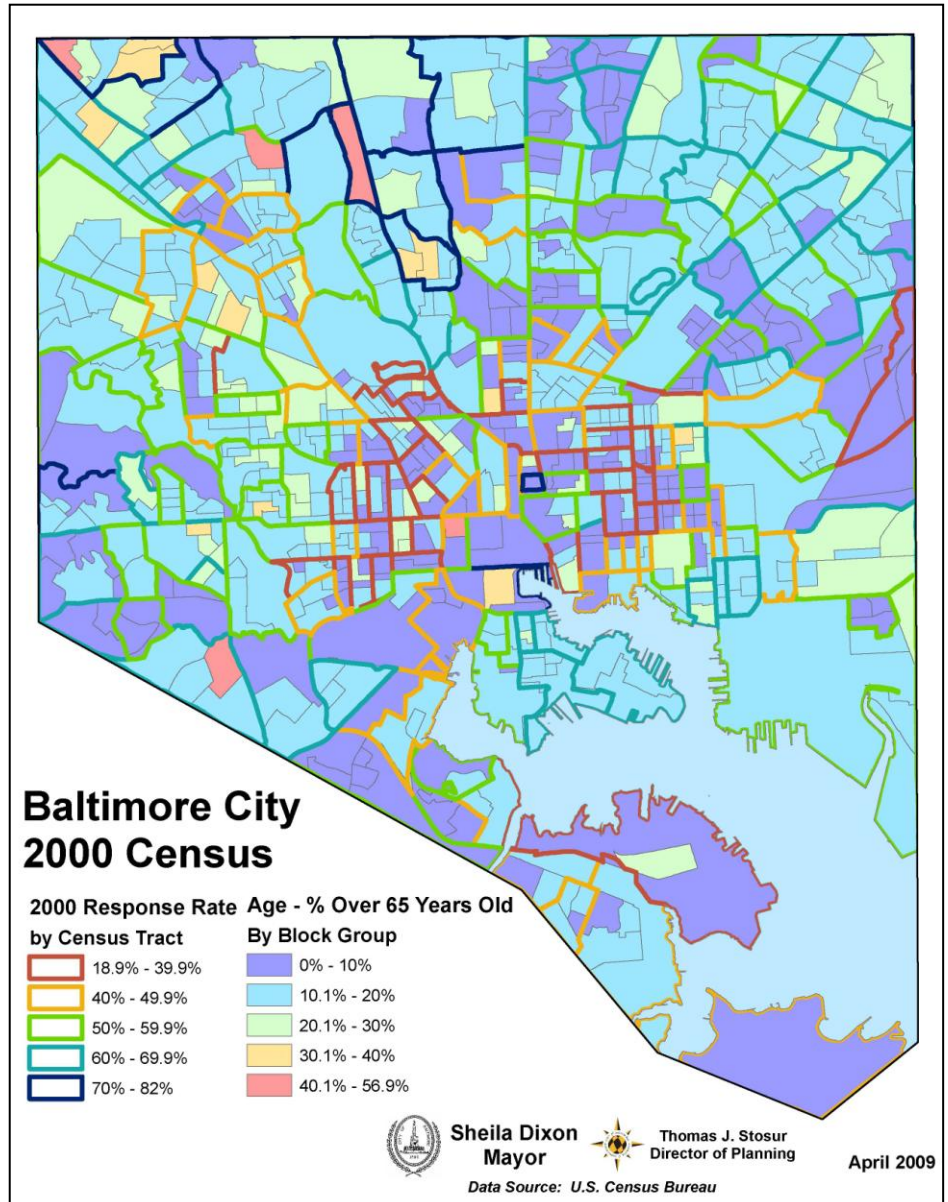 Baltimore City
2000 Census
2000 Response Rate
by Census Tract
18.9% - 39.9%
40% - 49.9%
50% - 59.9%
60% - 69.9%
70% - 82%
Age - % Over 65 Years Old
By Block Group
0% - 10%
10.1% - 20%
20.1% - 30%
30.1% - 40%
40.1% - 56.9%
Sheila Dixon
Mayor
Thomas J. Stosur
Director of Planning
April 2009
Data Source: U.S. Census Bureau